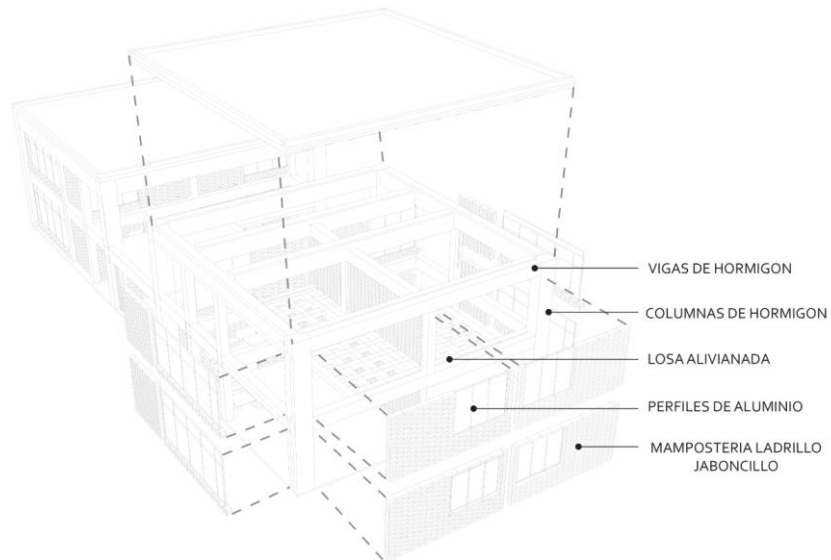 VIGAS DE HORMIGON
COLUMNAS DE HORMIGON
LOSA ALIVIANADA
PERFILES DE ALUMINIO
MAMPOSTERIA LADRILLO
JABONCILLO